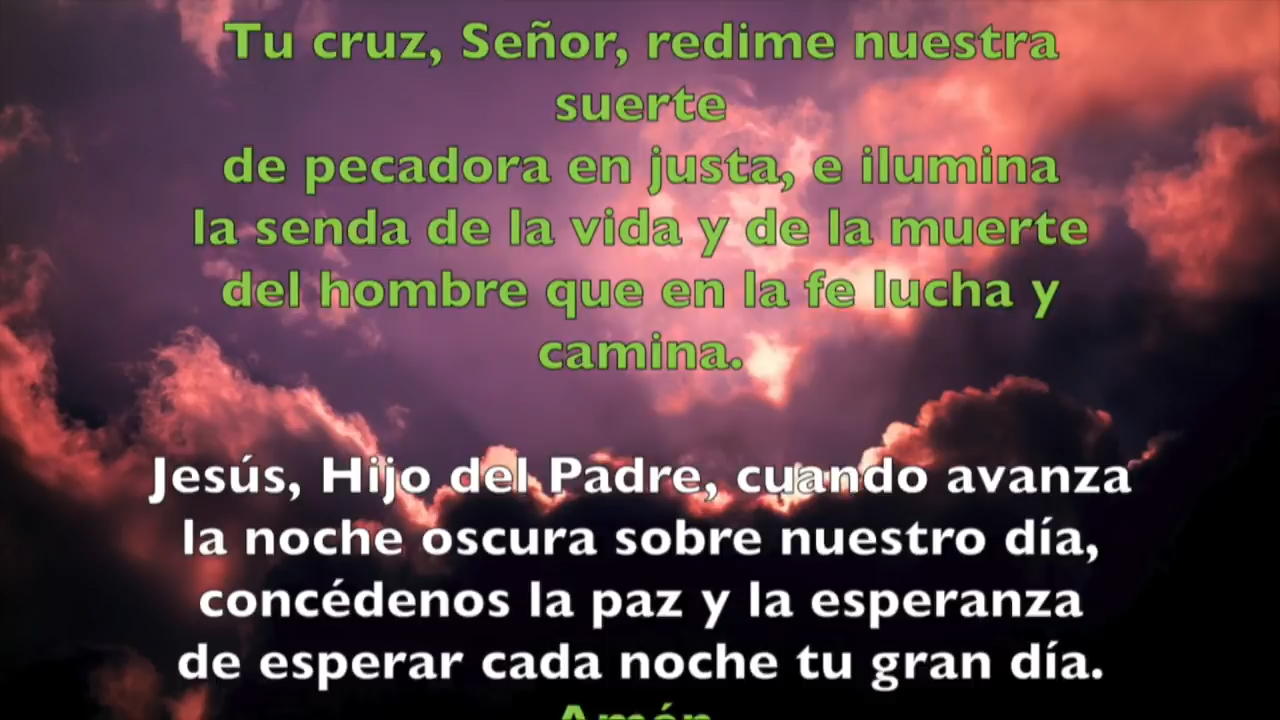 Tu cruz, Señor, redime nuestra
suerte
de pecadora en justa, e ilumina
la senda de la vida y de la muerte
del hombre que en la fe lucha y
camina.
Jesús, Hijo del Padre, cuando avanza
la noche oscura sobre nuestro día,
concédenos la paz y la esperanza
de esperar cada noche tu gran día.
Amén